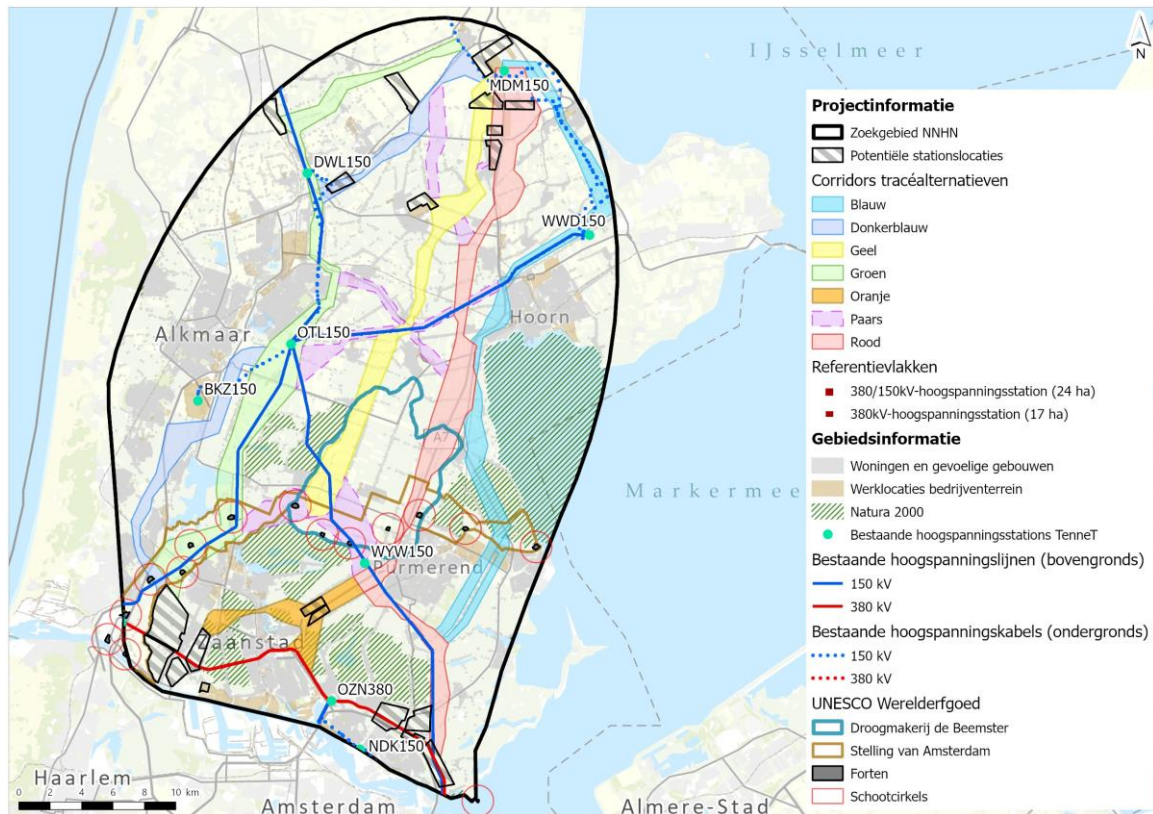 IJsselmeer
N
MDM150
DWL150
WWD150
Alkmaar
OTL150
Hoorn
BKZ150
A7
Markermee
WYW150
Purmerend
Zaanstad
OZN380
NDK150
Haarlem
0 2 4 6 8 10 km
Amsterdam
Almere-Stad
Projectinformatie
Zoekgebied NNHN
Potentiële stationslocaties
Corridors tracéalternatieven
Blauw
Donkerblauw
Geel
Groen
Oranje
Paars
Rood
Referentievlakken
380/150kV-hoogspanningsstation (24 ha)
380kV-hoogspanningsstation (17 ha)
Gebiedsinformatie
Woningen en gevoelige gebouwen
Werklocaties bedrijventerrein
Natura 2000
Bestaande hoogspanningsstations TenneT
Bestaande hoogspanningslijnen (bovengronds)
150 kV
380 kV
Bestaande hoogspanningskabels (ondergronds)
150 kV
380 kV
UNESCO Werelderfgoed
Droogmakerij de Beemster
Stelling van Amsterdam
Forten
Schootcirkels